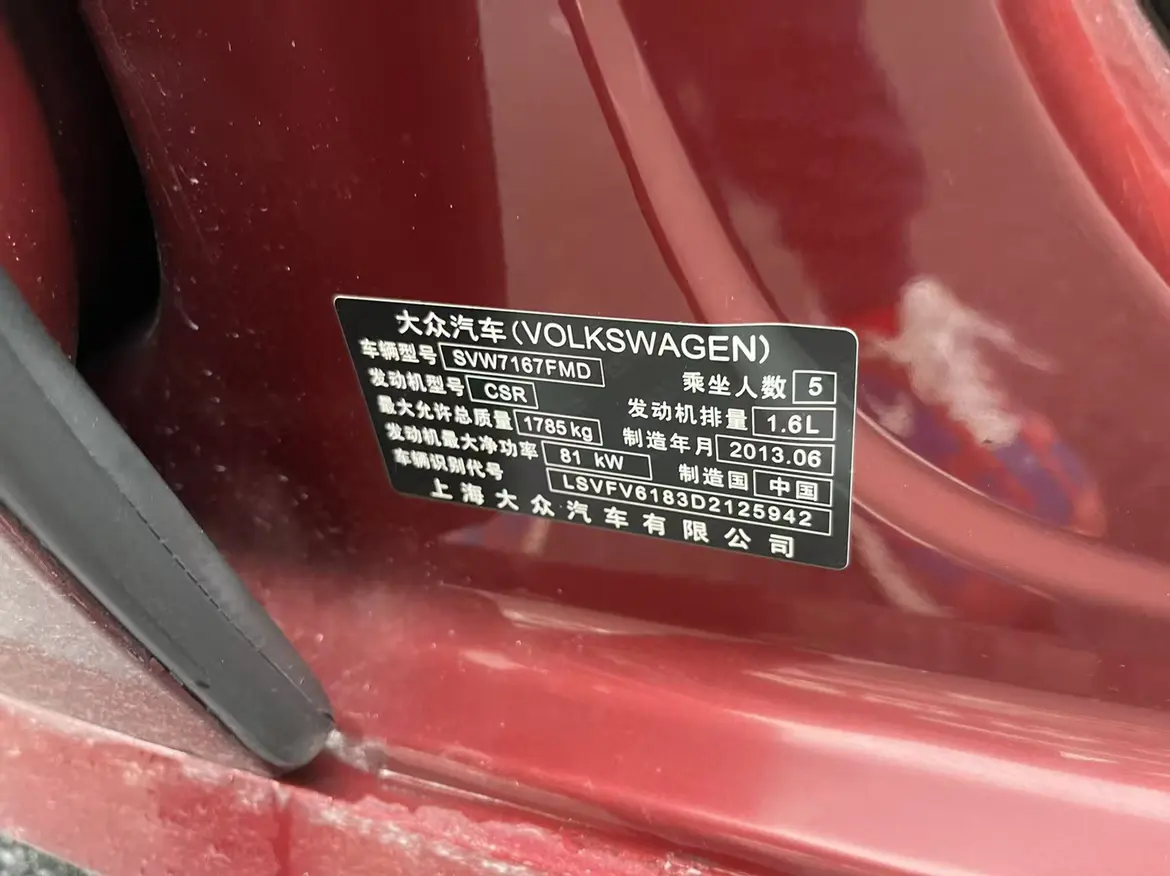 大众汽车(VOLKSWAGEN)
车辆型号 SVW7167FMD 乘坐人数 5
发动机型号 CSR 发动机排量 1.6L
最大允许总质量 1785kg 制造年月 2013.06
发动机最大净功率 81 kW 制造国 中国
车辆识别代号 LSVFV6183D2125942
上海大众汽车有限公司